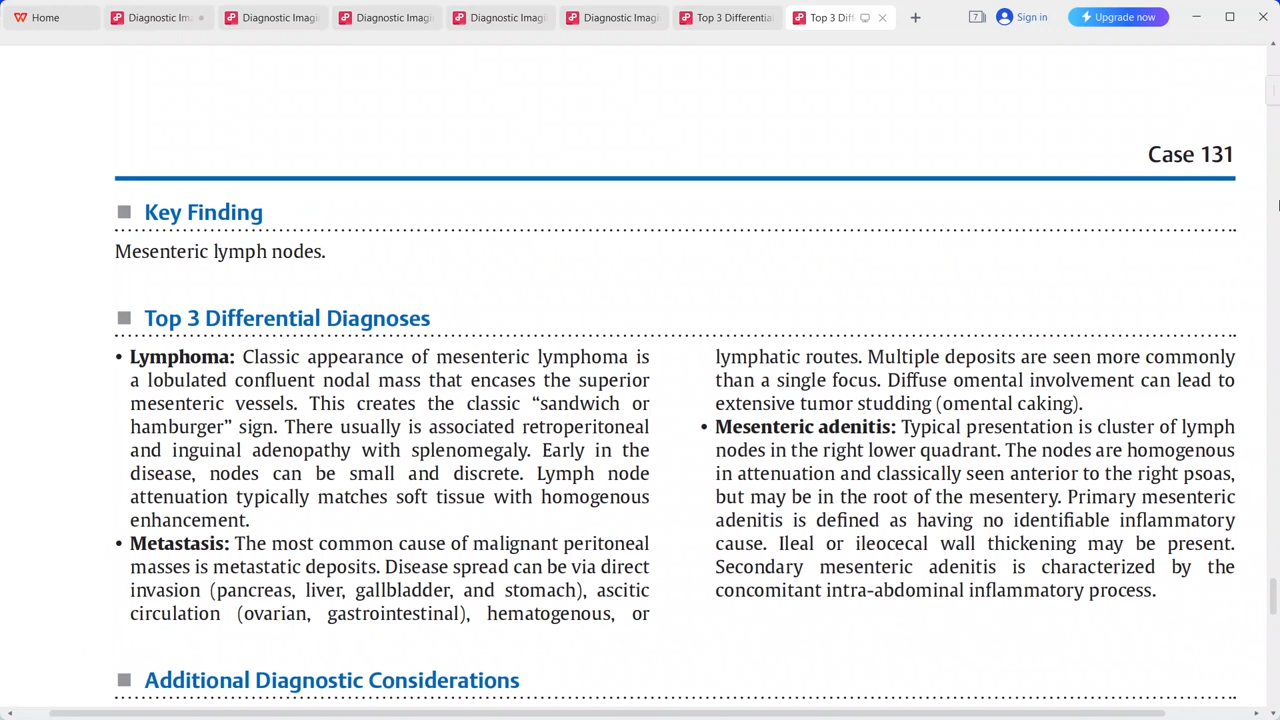 Home
Diagnostic Im
Diagnostic Imagi
Diagnostic Imagi
Diagnostic Imagi
Diagnostic Imagi
Top 3 Differential
Top 3 Diff
7
Sign in
Upgrade now
Case 131
Key Finding
Mesenteric lymph nodes.
Top 3 Differential Diagnoses
• Lymphoma: Classic appearance of mesenteric lymphoma is
a lobulated confluent nodal mass that encases the superior
mesenteric vessels. This creates the classic “sandwich or
hamburger” sign. There usually is associated retroperitoneal
and inguinal adenopathy with splenomegaly. Early in the
disease, nodes can be small and discrete. Lymph node
attenuation typically matches soft tissue with homogenous
enhancement.
• Metastasis: The most common cause of malignant peritoneal
masses is metastatic deposits. Disease spread can be via direct
invasion (pancreas, liver, gallbladder, and stomach), ascitic
circulation (ovarian, gastrointestinal), hematogenous, or
lymphatic routes. Multiple deposits are seen more commonly
than a single focus. Diffuse omental involvement can lead to
extensive tumor studding (omental caking).
• Mesenteric adenitis: Typical presentation is cluster of lymph
nodes in the right lower quadrant. The nodes are homogenous
in attenuation and classically seen anterior to the right psoas,
but may be in the root of the mesentery. Primary mesenteric
adenitis is defined as having no identifiable inflammatory
cause. Ileal or ileocecal wall thickening may be present.
Secondary mesenteric adenitis is characterized by the
concomitant intra-abdominal inflammatory process.
Additional Diagnostic Considerations